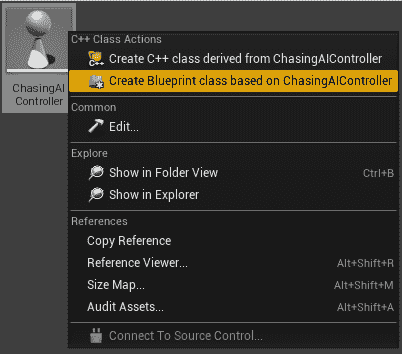 ChasingAI
Controller
C++ Class Actions
Create C++ class derived from ChasingAIController
Create Blueprint class based on ChasingAIController
Common
Edit...
Explore
Show in Folder View Ctrl+B
Show in Explorer
References
Copy Reference
Reference Viewer... Alt+Shift+R
Size Map... Alt+Shift+M
Audit Assets... Alt+Shift+A
Connect To Source Control...